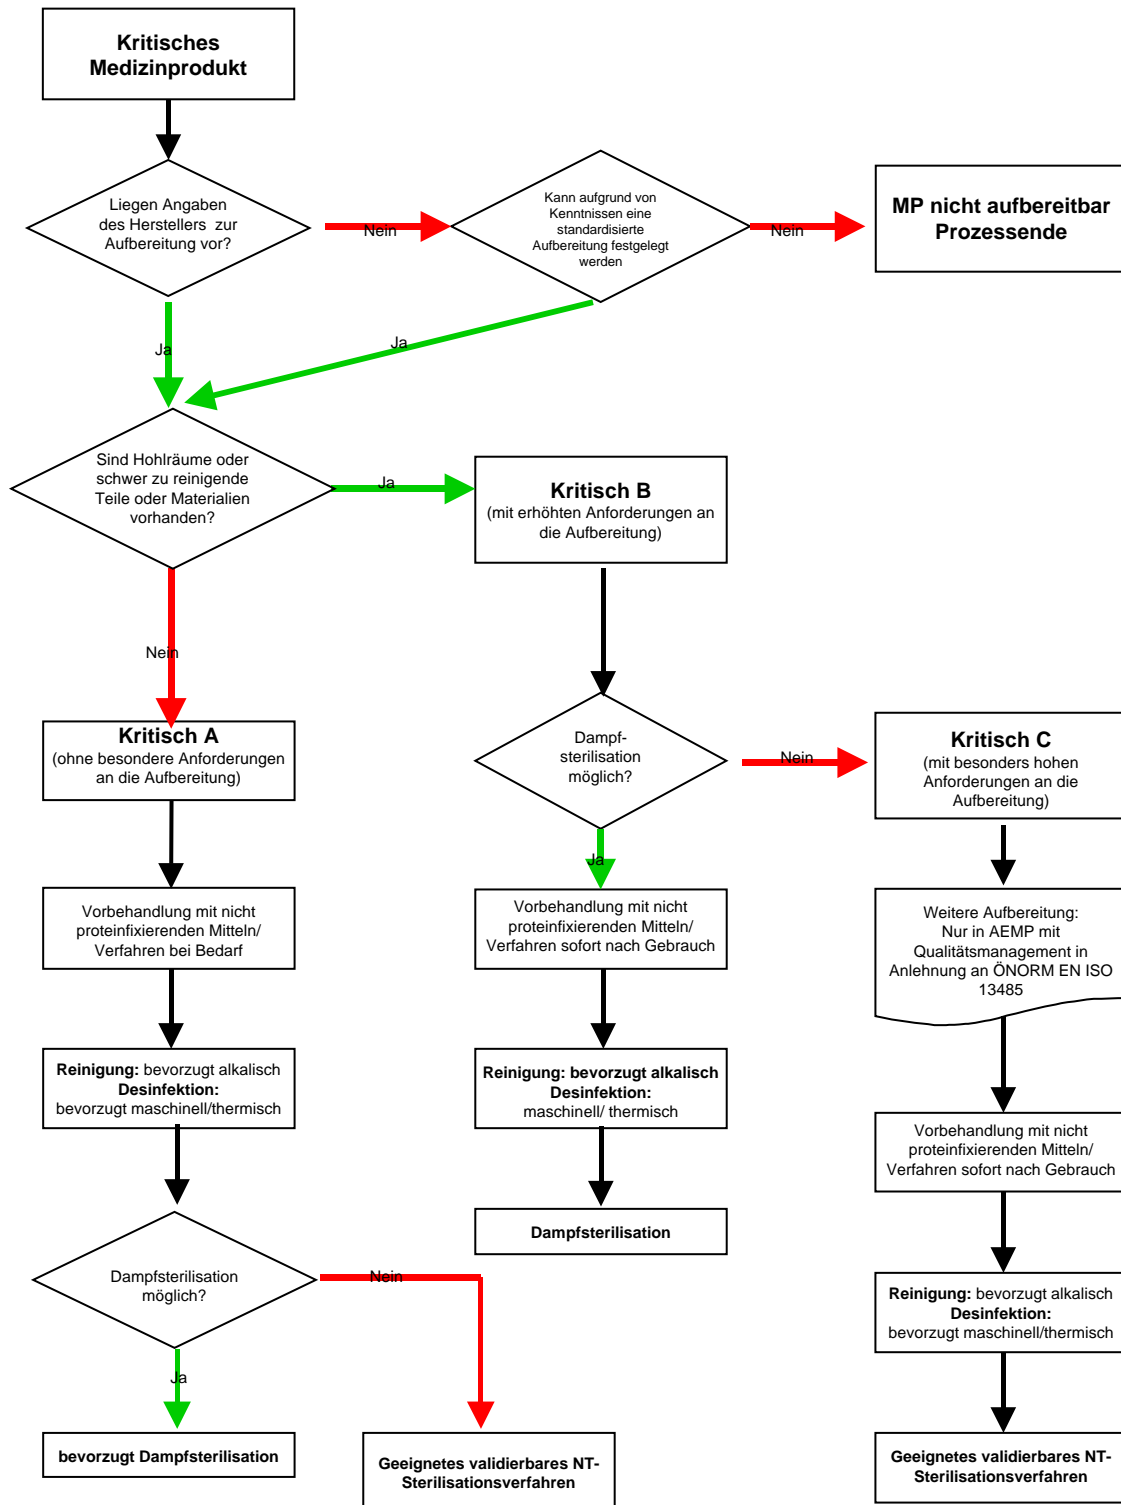 Kritisches
Medizinprodukt
Liegen Angaben
des Herstellers zur
Aufbereitung vor?
Nein
Kann aufgrund von
Kenntnissen eine
standardisierte
Aufbereitung festgelegt
werden
Nein
MP nicht aufbereitbar
Prozessende
Ja
Ja
Sind Hohlräume oder
schwer zu reinigende
Teile oder Materialien
vorhanden?
Ja
Kritisch B
(mit erhöhten Anforderungen an
die Aufbereitung)
Nein
Kritisch A
(ohne besondere Anforderungen
an die Aufbereitung)
Dampf-
sterilisation
möglich?
Nein
Kritisch C
(mit besonders hohen
Anforderungen an die
Aufbereitung)
Ja
Vorbehandlung mit nicht
proteinfixierenden Mitteln/
Verfahren bei Bedarf
Vorbehandlung mit nicht
proteinfixierenden Mitteln/
Verfahren sofort nach Gebrauch
Weitere Aufbereitung:
Nur in AEMP mit
Qualitätsmanagement in
Anlehnung an ÖNORM EN ISO
13485
Reinigung: bevorzugt alkalisch
Desinfektion:
bevorzugt maschinell/thermisch
Reinigung: bevorzugt alkalisch
Desinfektion:
maschinell/ thermisch
Vorbehandlung mit nicht
proteinfixierenden Mitteln/
Verfahren sofort nach Gebrauch
Dampfsterilisation
möglich?
Nein
Dampfsterilisation
Reinigung: bevorzugt alkalisch
Desinfektion:
bevorzugt maschinell/thermisch
Ja
bevorzugt Dampfsterilisation
Geeignetes validierbares NT-
Sterilisationsverfahren
Geeignetes validierbares NT-
Sterilisationsverfahren